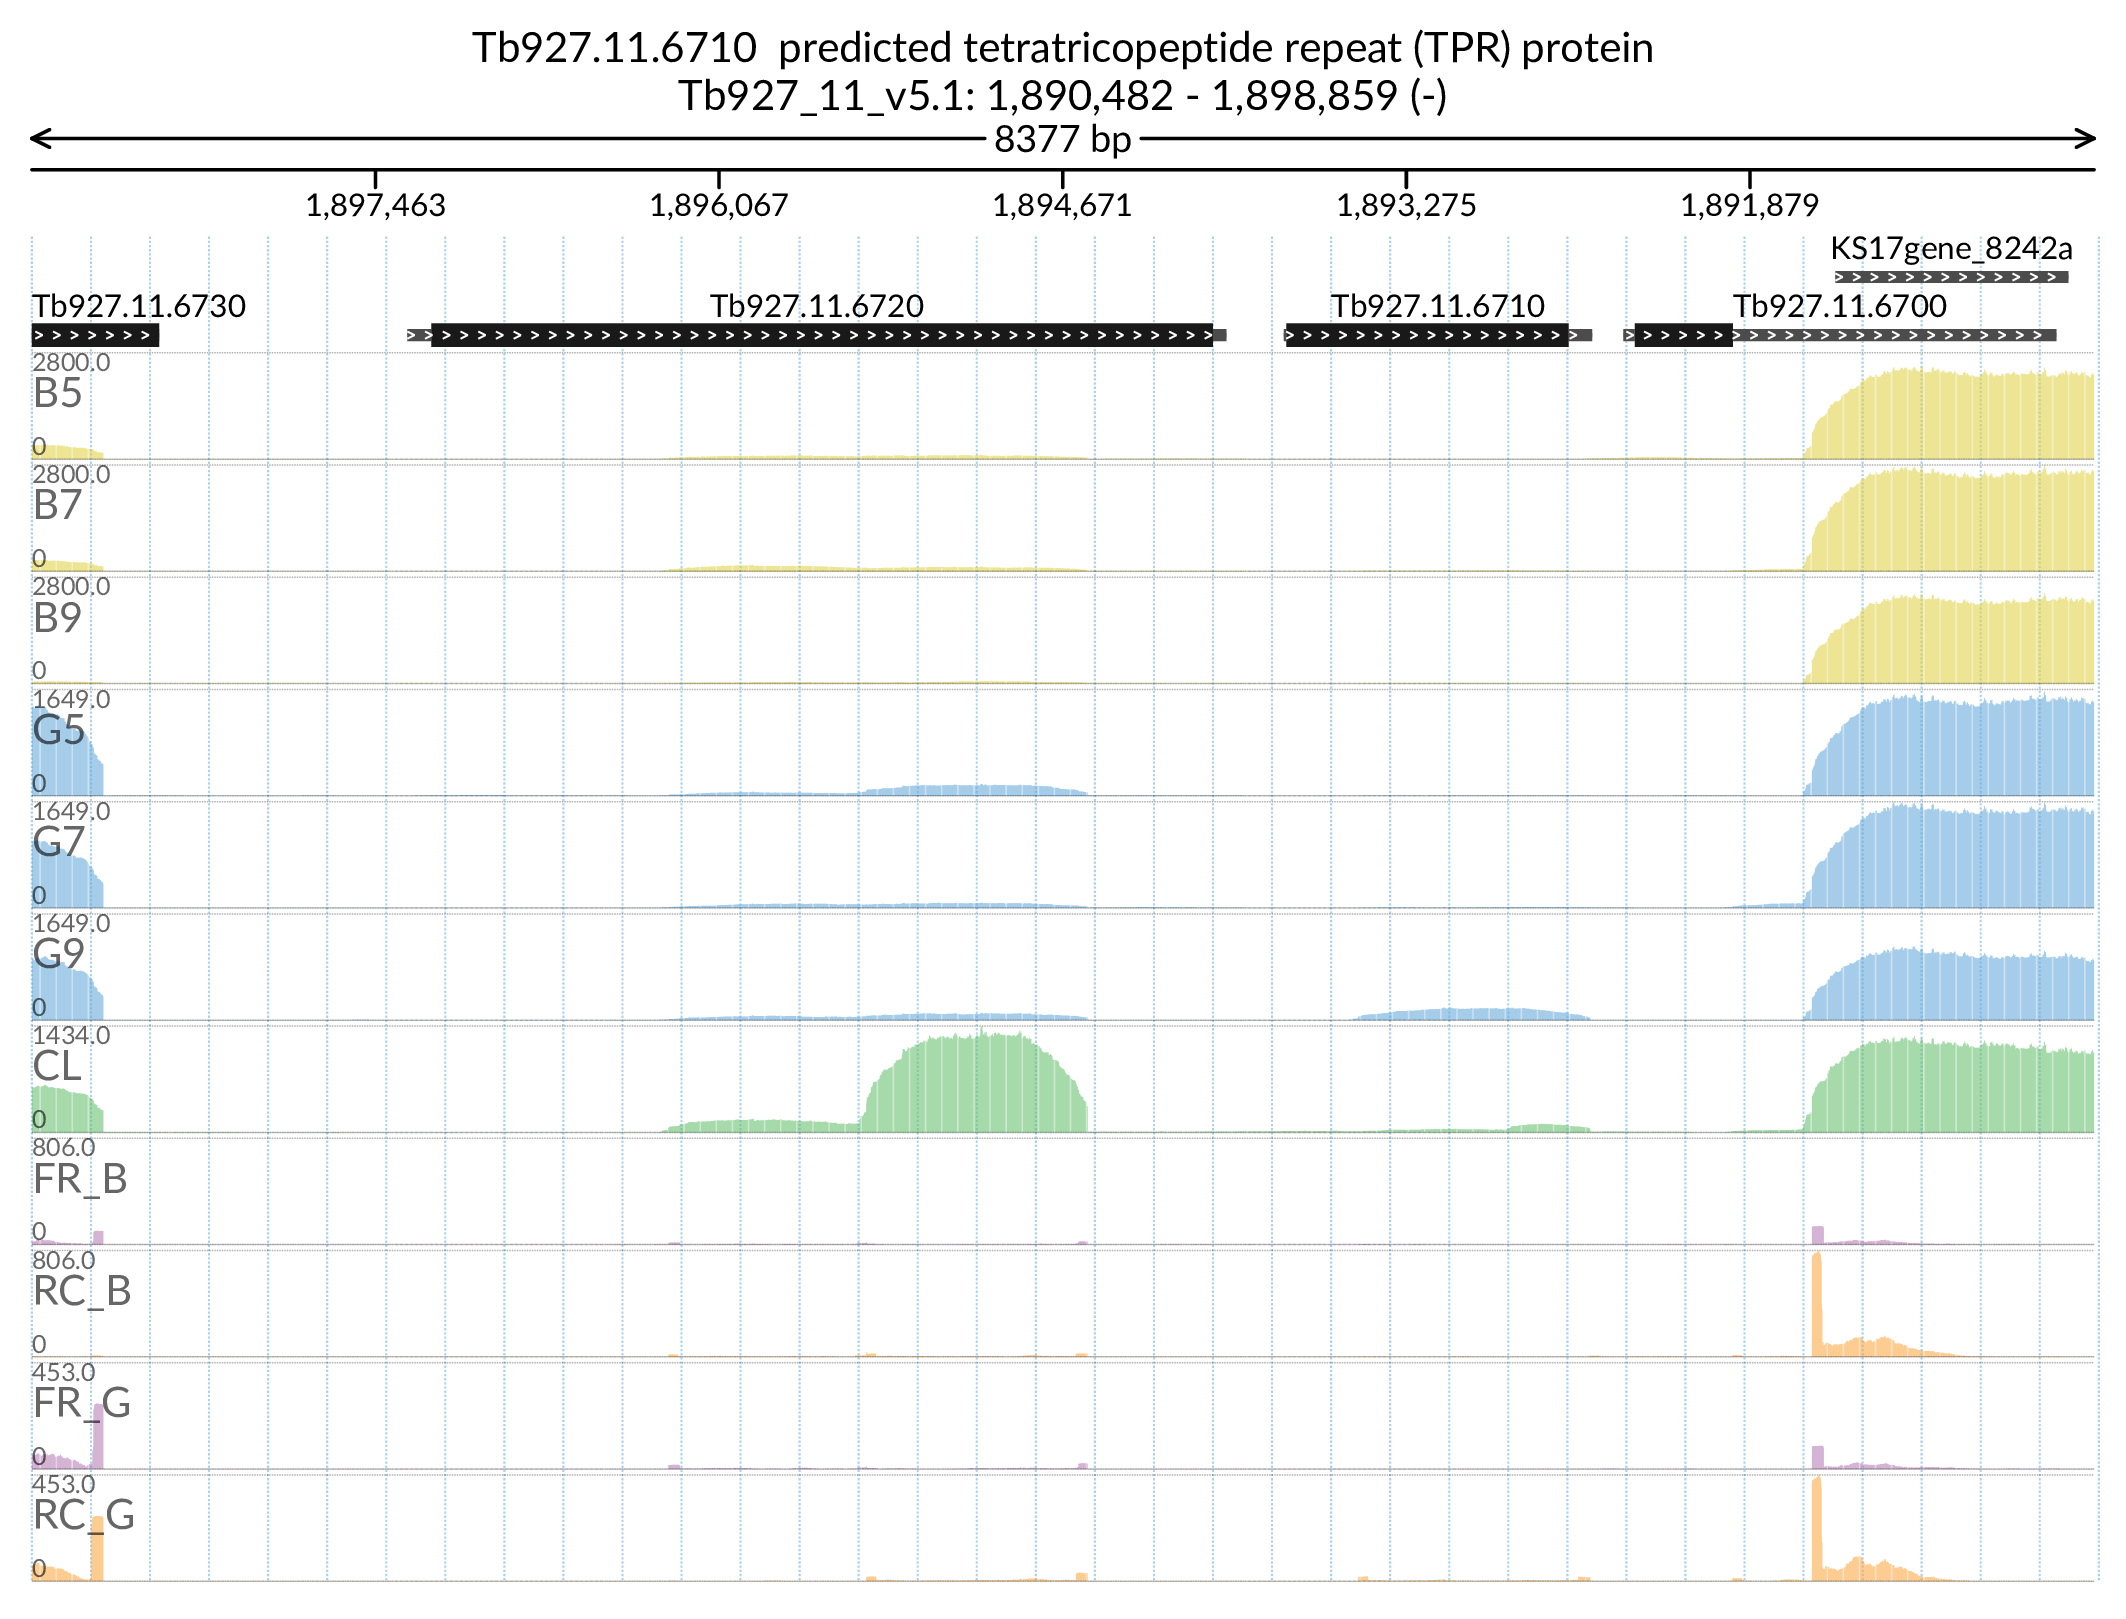 Tb927.11.6710  predicted tetratricopeptide repeat (TPR) protein
Tb927_11_v5.1: 1,890,482 - 1,898,859 (-)
8377 bp
1,897,463 1,896,067 1,894,671 1,893,275 1,891,879
KS17gene_8242a
Tb927.11.6730 Tb927.11.6720 Tb927.11.6710 Tb927.11.6700
2800.0
B5
0
2800.0
B7
0
2800.0
B9
0
1649.0
G5
0
1649.0
G7
0
1649.0
G9
0
1434.0
CL
0
806.0
FR_B
0
806.0
RC_B
0
453.0
FR_G
0
453.0
RC_G
0